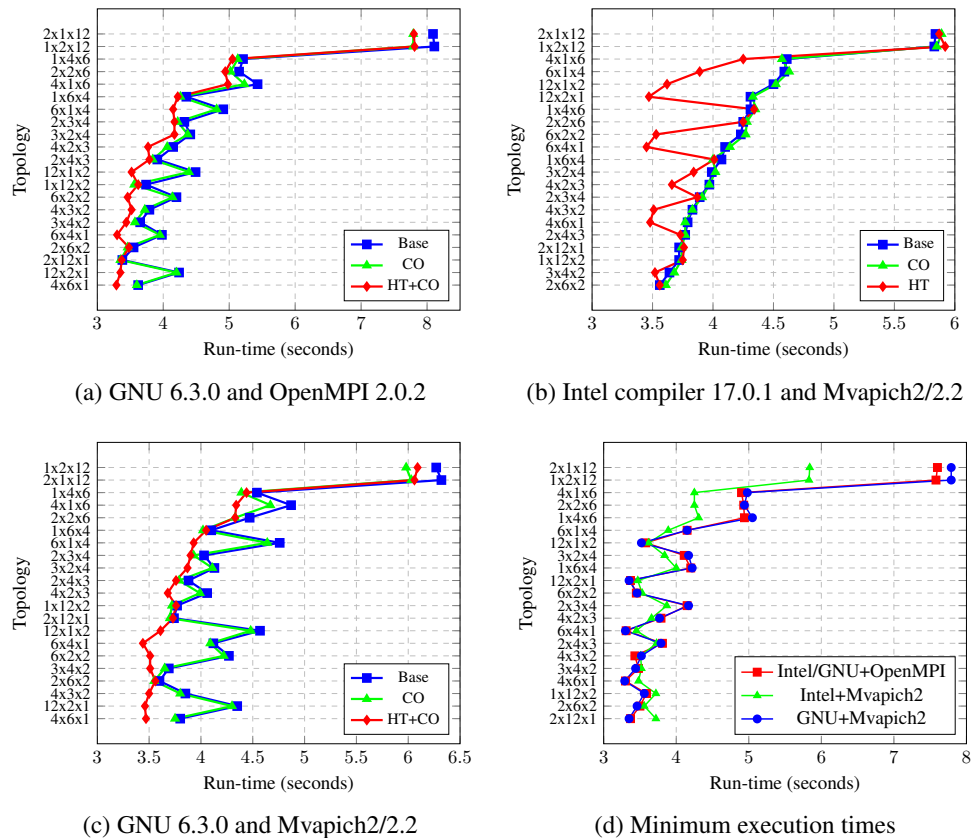 2x1x12
1x2x12
1x4x6
2x2x6
4x1x6
1x6x4
6x1x4
2x3x4
3x2x4
4x2x3
2x4x3
12x1x2
1x12x2
6x2x2
4x3x2
3x4x2
6x4x1
2x6x2
2x12x1
12x2x1
4x6x1
Topology
Base
CO
HT+CO
3 4 5 6 7 8
Run-time (seconds)
(a) GNU 6.3.0 and OpenMPI 2.0.2
2x1x12
1x2x12
4x1x6
6x1x4
12x1x2
12x2x1
1x4x6
2x2x6
6x2x2
6x4x1
1x6x4
3x2x4
4x2x3
2x3x4
4x3x2
4x6x1
2x4x3
2x12x1
1x12x2
3x4x2
2x6x2
Topology
Base
CO
HT
3 3.5 4 4.5 5 5.5 6
Run-time (seconds)
(b) Intel compiler 17.0.1 and Mvapich2/2.2
1x2x12
2x1x12
1x4x6
4x1x6
2x2x6
1x6x4
6x1x4
2x3x4
3x2x4
2x4x3
4x2x3
1x12x2
2x12x1
12x1x2
6x4x1
6x2x2
3x4x2
2x6x2
4x3x2
12x2x1
4x6x1
Topology
Base
CO
HT+CO
3 3.5 4 4.5 5 5.5 6 6.5
Run-time (seconds)
(c) GNU 6.3.0 and Mvapich2/2.2
2x1x12
1x2x12
4x1x6
2x2x6
1x4x6
6x1x4
12x1x2
3x2x4
1x6x4
12x2x1
6x2x2
2x3x4
4x2x3
6x4x1
2x4x3
4x3x2
3x4x2
4x6x1
1x12x2
2x6x2
2x12x1
Topology
Intel/GNU+OpenMPI
Intel+Mvapich2
GNU+Mvapich2
3 4 5 6 7 8
Run-time (seconds)
(d) Minimum execution times